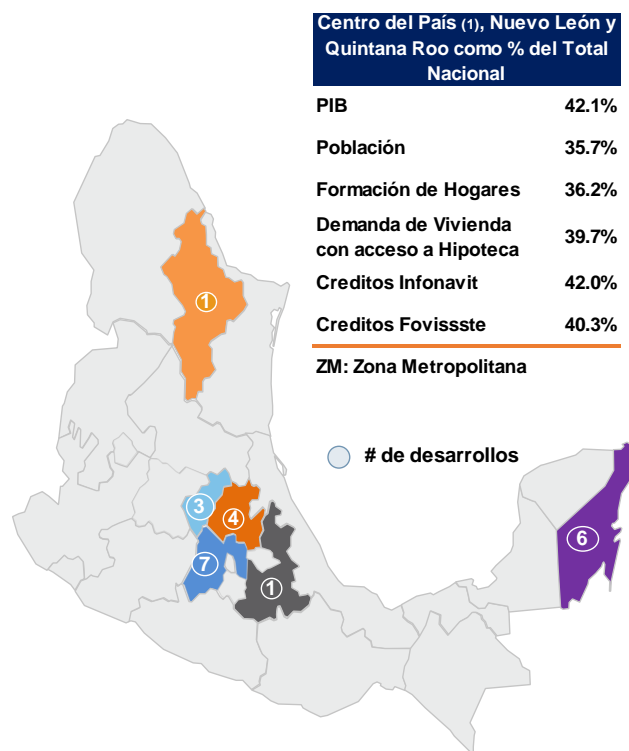 Centro del País (1), Nuevo León y
Quintana Roo como % del Total
Nacional
PIB 42.1%
Población 35.7%
Formación de Hogares 36.2%
Demanda de Vivienda
con acceso a Hipoteca 39.7%
Creditos Infonavit 42.0%
Creditos Fovissste 40.3%
ZM: Zona Metropolitana
# de desarrollos
1
3
4
7
1
6